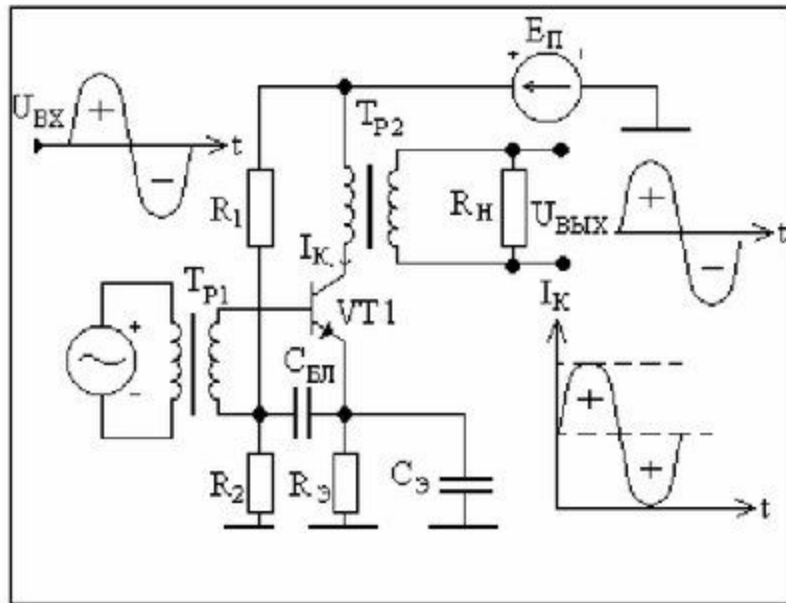 EП
+
UВХ
+
t
TР2
−
R1
RН
UВЫХ
+
t
−
IК
IК
TР1
VT1
+
−
CБЛ
+
+
R2
RЭ
CЭ
t